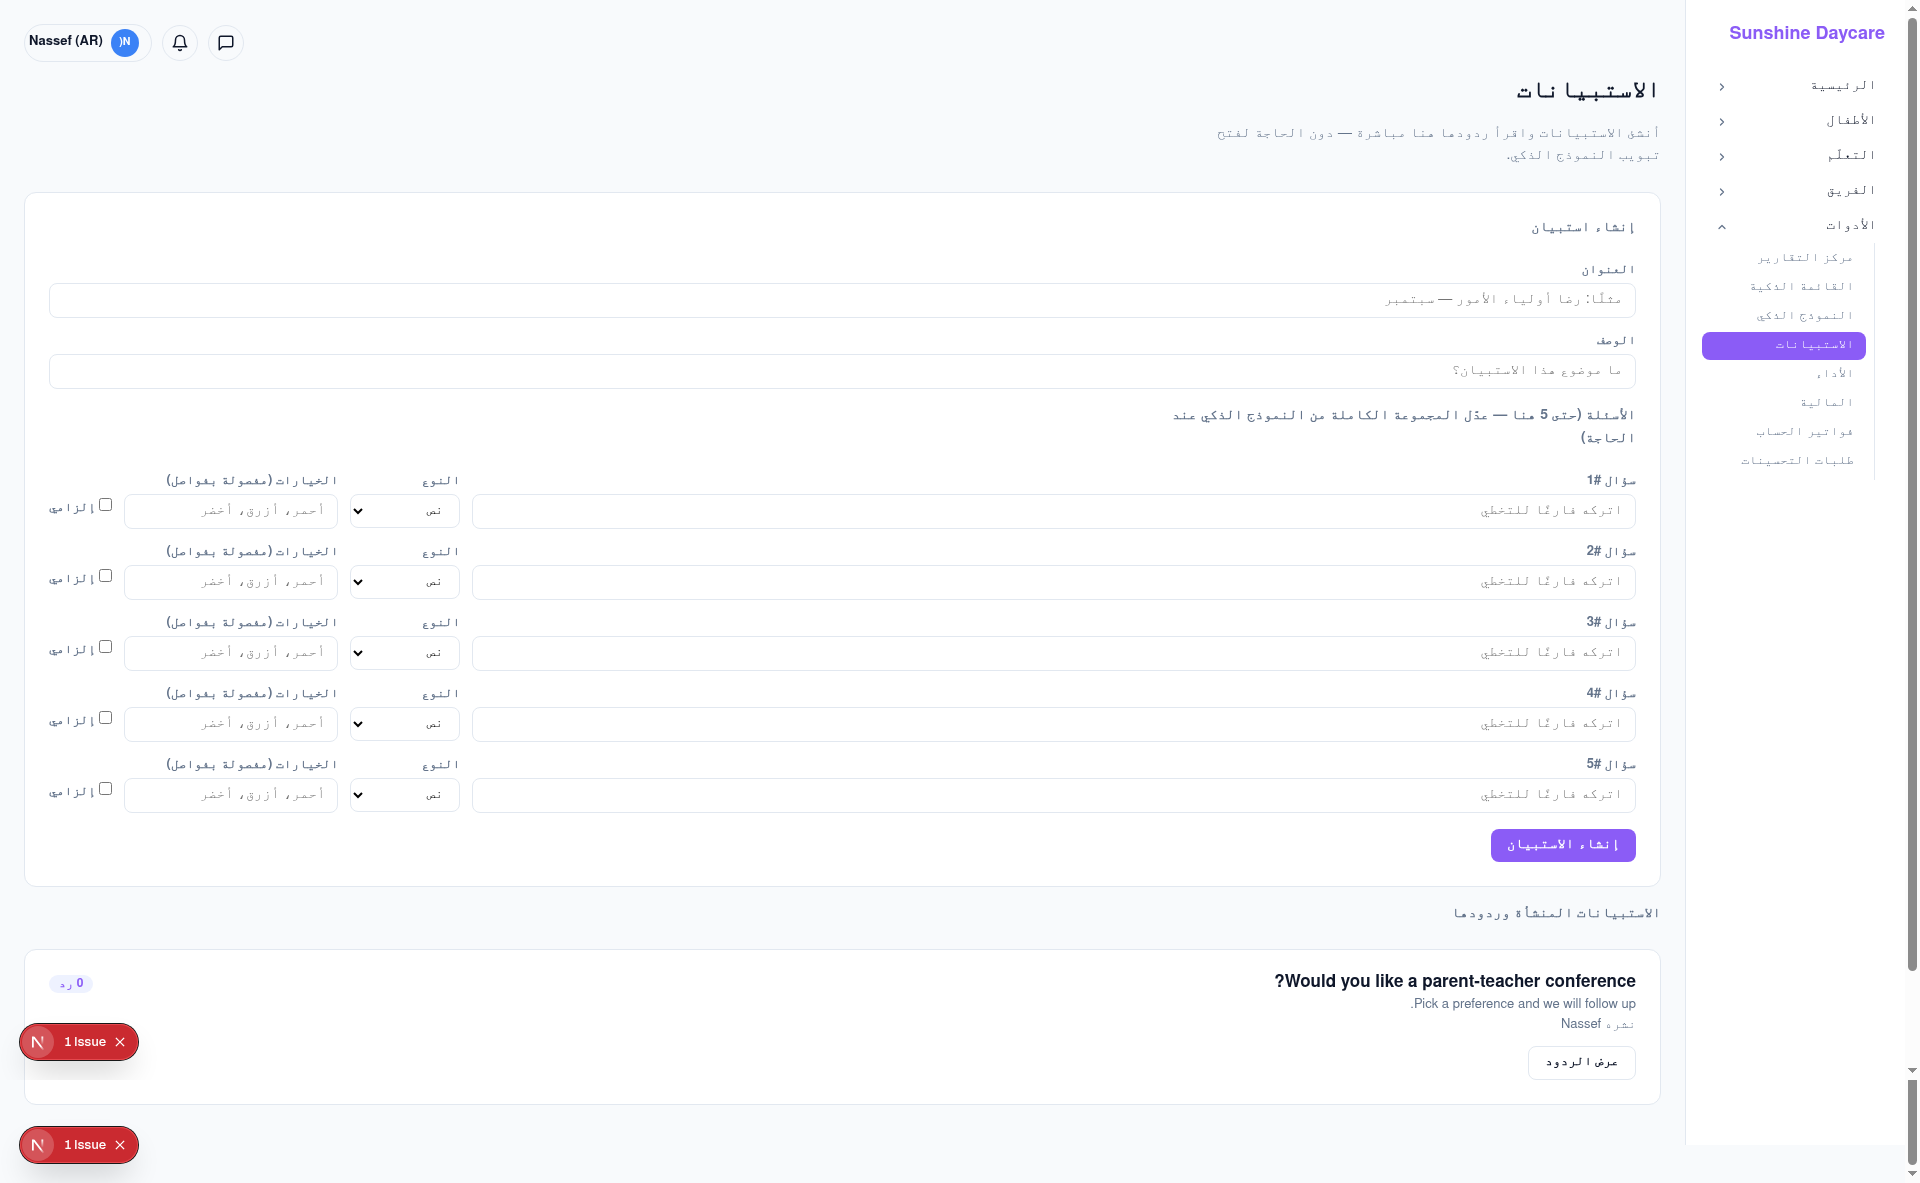 Sunshine Daycare
الرئيسية
الأطفال
التعلّم
الفريق
الأدوات
مركز التقارير
القائمة الذكية
النموذج الذكي
الاستبيانات
الأداء
المالية
فواتير الحساب
طلبات التحسينات
Nassef (AR)
N(
الاستبيانات
أنشئ الاستبيانات واقرأ ردودها هنا مباشرة — دون الحاجة لفتح
تبويب النموذج الذكي.
إنشاء استبيان
العنوان
مثلًا: رضا أولياء الأمور — سبتمبر
الوصف
ما موضوع هذا الاستبيان؟
الأسئلة (حتى 5 هنا — عدّل المجموعة الكاملة من النموذج الذكي عند
الحاجة)
سؤال #1 النوع الخيارات (مفصولة بفواصل)
اتركه فارغًا للتخطي نص أحمر، أزرق، أخضر إلزامي
سؤال #2 النوع الخيارات (مفصولة بفواصل)
اتركه فارغًا للتخطي نص أحمر، أزرق، أخضر إلزامي
سؤال #3 النوع الخيارات (مفصولة بفواصل)
اتركه فارغًا للتخطي نص أحمر، أزرق، أخضر إلزامي
سؤال #4 النوع الخيارات (مفصولة بفواصل)
اتركه فارغًا للتخطي نص أحمر، أزرق، أخضر إلزامي
سؤال #5 النوع الخيارات (مفصولة بفواصل)
اتركه فارغًا للتخطي نص أحمر، أزرق، أخضر إلزامي
إنشاء الاستبيان
الاستبيانات المنشأة وردودها
Would you like a parent-teacher conference?
0 رد
Pick a preference and we will follow up.
نشره Nassef
عرض الردود
N 1 Issue
N 1 Issue